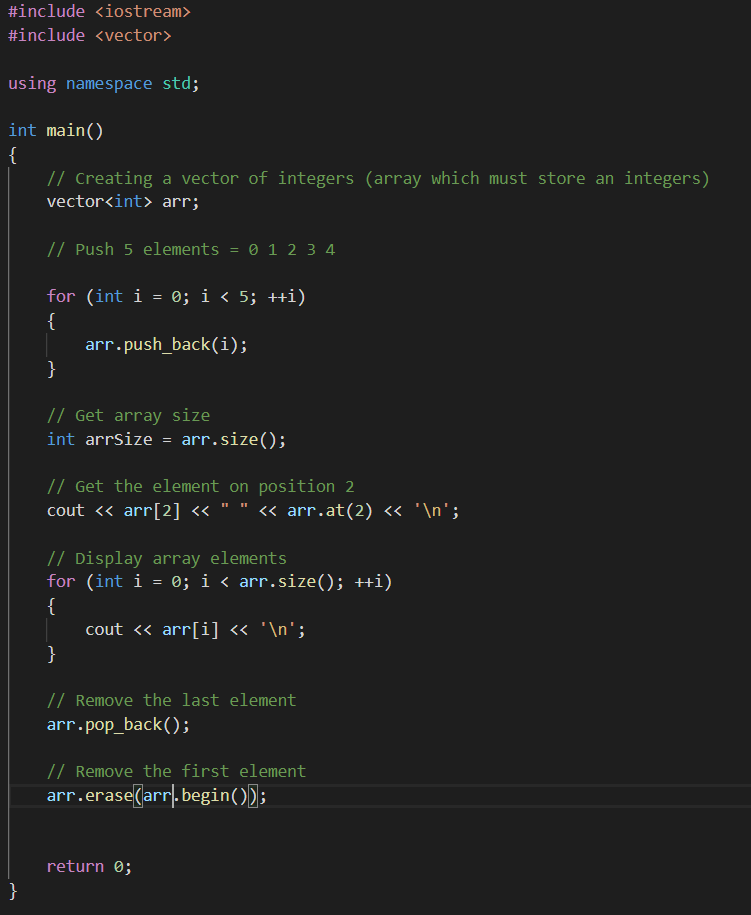 #include <iostream>
#include <vector>
using namespace std;
int main()
{
// Creating a vector of integers (array which must store an integers)
vector<int> arr;
// Push 5 elements = 0 1 2 3 4
for (int i = 0; i < 5; ++i)
{
arr.push_back(i);
}
// Get array size
int arrSize = arr.size();
// Get the element on position 2
cout << arr[2] << " " << arr.at(2) << '\n';
// Display array elements
for (int i = 0; i < arr.size(); ++i)
{
cout << arr[i] << '\n';
}
// Remove the last element
arr.pop_back();
// Remove the first element
arr.erase(arr.begin());
return 0;
}